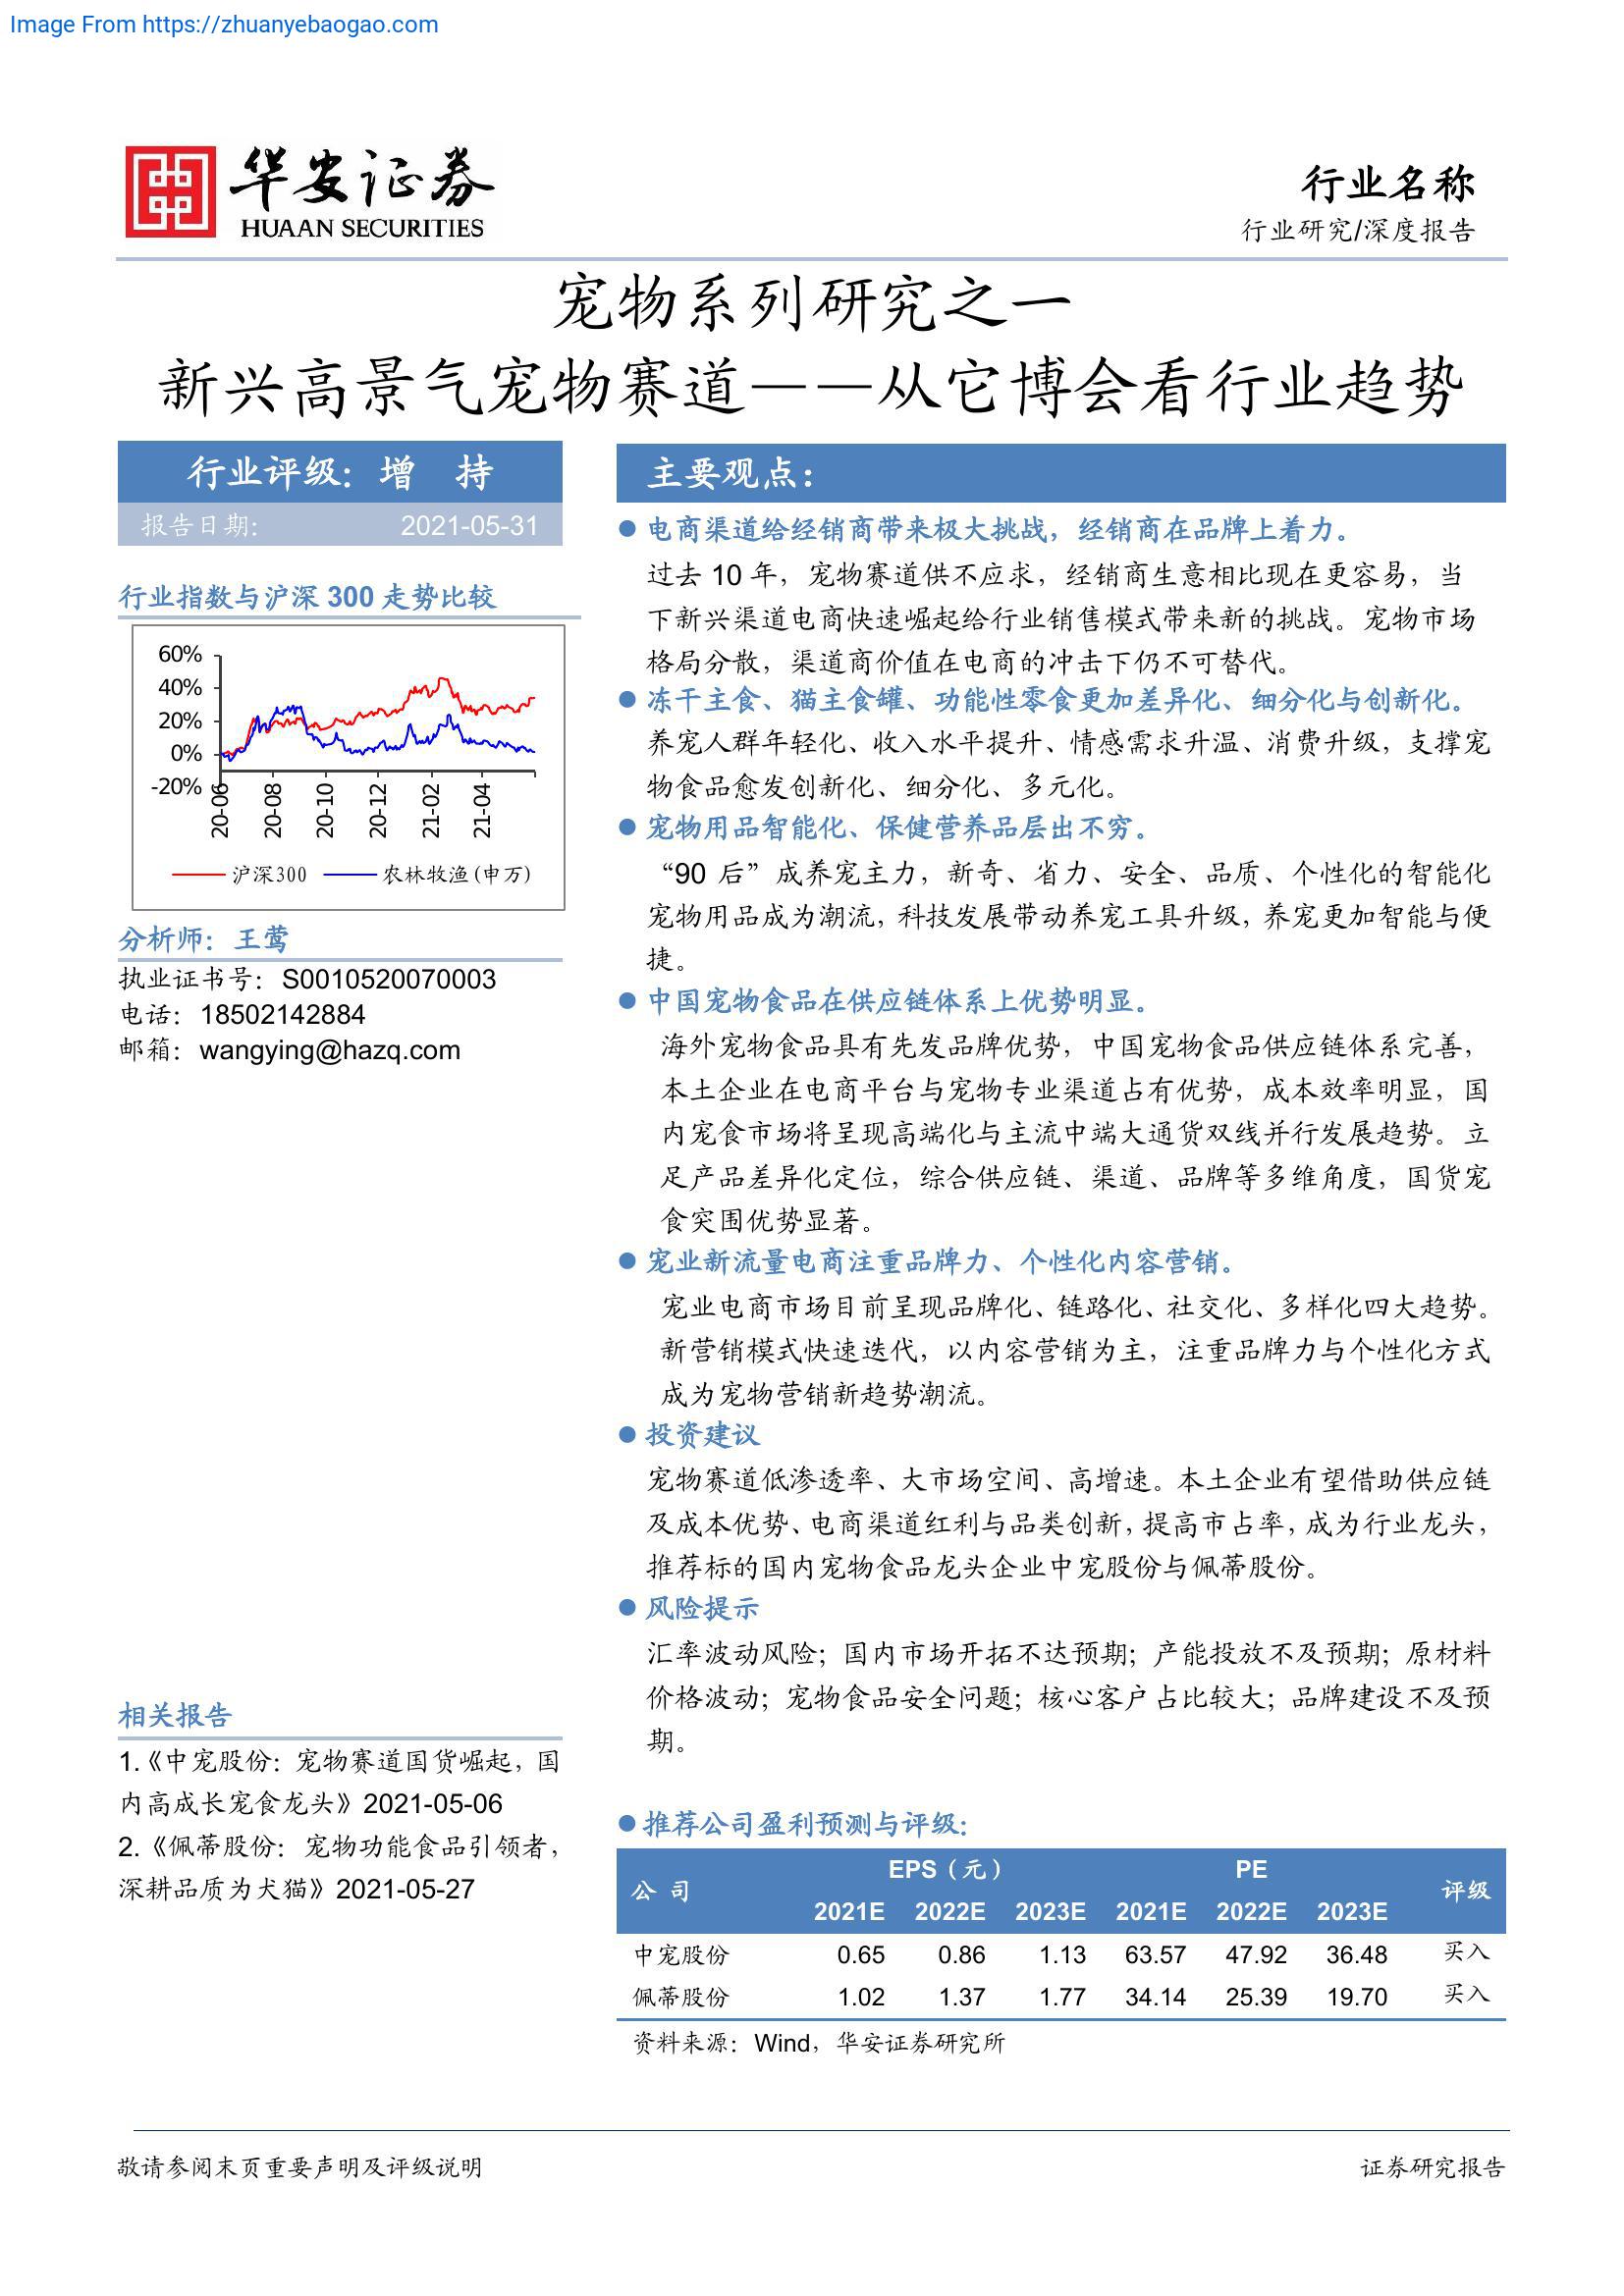 Image From https://zhuanyebaogao.com
华安证券
HUAAN SECURITIES
行业名称
行业研究/深度报告
宠物系列研究之一
新兴高景气宠物赛道——从它博会看行业趋势
行业评级：增 持
报告日期： 2021-05-31
行业指数与沪深 300 走势比较
60%
40%
20%
0%
-20%
20-06
20-08
20-10
20-12
21-02
21-04
沪深300 农林牧渔(申万)
分析师：王莺
执业证书号：S0010520070003
电话：18502142884
邮箱：wangying@hazq.com
相关报告
1.《中宠股份：宠物赛道国货崛起，国
内高成长宠食龙头》2021-05-06
2.《佩蒂股份：宠物功能食品引领者，
深耕品质为犬猫》2021-05-27
主要观点：
电商渠道给经销商带来极大挑战，经销商在品牌上着力。
过去 10 年，宠物赛道供不应求，经销商生意相比现在更容易，当
下新兴渠道电商快速崛起给行业销售模式带来新的挑战。宠物市场
格局分散，渠道商价值在电商的冲击下仍不可替代。
冻干主食、猫主食罐、功能性零食更加差异化、细分化与创新化。
养宠人群年轻化、收入水平提升、情感需求升温、消费升级，支撑宠
物食品愈发创新化、细分化、多元化。
宠物用品智能化、保健营养品层出不穷。
“90 后”成养宠主力，新奇、省力、安全、品质、个性化的智能化
宠物用品成为潮流，科技发展带动养宠工具升级，养宠更加智能与便
捷。
中国宠物食品在供应链体系上优势明显。
海外宠物食品具有先发品牌优势，中国宠物食品供应链体系完善，
本土企业在电商平台与宠物专业渠道占有优势，成本效率明显，国
内宠食市场将呈现高端化与主流中端大通货双线并行发展趋势。立
足产品差异化定位，综合供应链、渠道、品牌等多维角度，国货宠
食突围优势显著。
宠业新流量电商注重品牌力、个性化内容营销。
宠业电商市场目前呈现品牌化、链路化、社交化、多样化四大趋势。
新营销模式快速迭代，以内容营销为主，注重品牌力与个性化方式
成为宠物营销新趋势潮流。
投资建议
宠物赛道低渗透率、大市场空间、高增速。本土企业有望借助供应链
及成本优势、电商渠道红利与品类创新，提高市占率，成为行业龙头，
推荐标的国内宠物食品龙头企业中宠股份与佩蒂股份。
风险提示
汇率波动风险；国内市场开拓不达预期；产能投放不及预期；原材料
价格波动；宠物食品安全问题；核心客户占比较大；品牌建设不及预
期。
推荐公司盈利预测与评级：
公 司 EPS（元） PE 评级
2021E 2022E 2023E 2021E 2022E 2023E
中宠股份 0.65 0.86 1.13 63.57 47.92 36.48 买入
佩蒂股份 1.02 1.37 1.77 34.14 25.39 19.70 买入
资料来源：Wind，华安证券研究所
敬请参阅末页重要声明及评级说明 证券研究报告